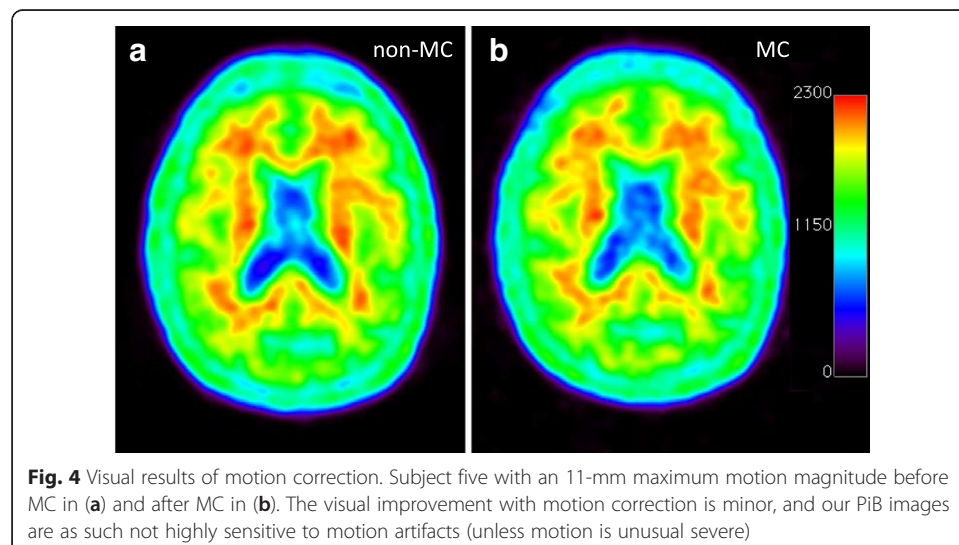 a
non-MC
b
MC
2300
1150
0
Fig. 4 Visual results of motion correction. Subject five with an 11-mm maximum motion magnitude before
MC in (a) and after MC in (b). The visual improvement with motion correction is minor, and our PiB images
are as such not highly sensitive to motion artifacts (unless motion is unusual severe)